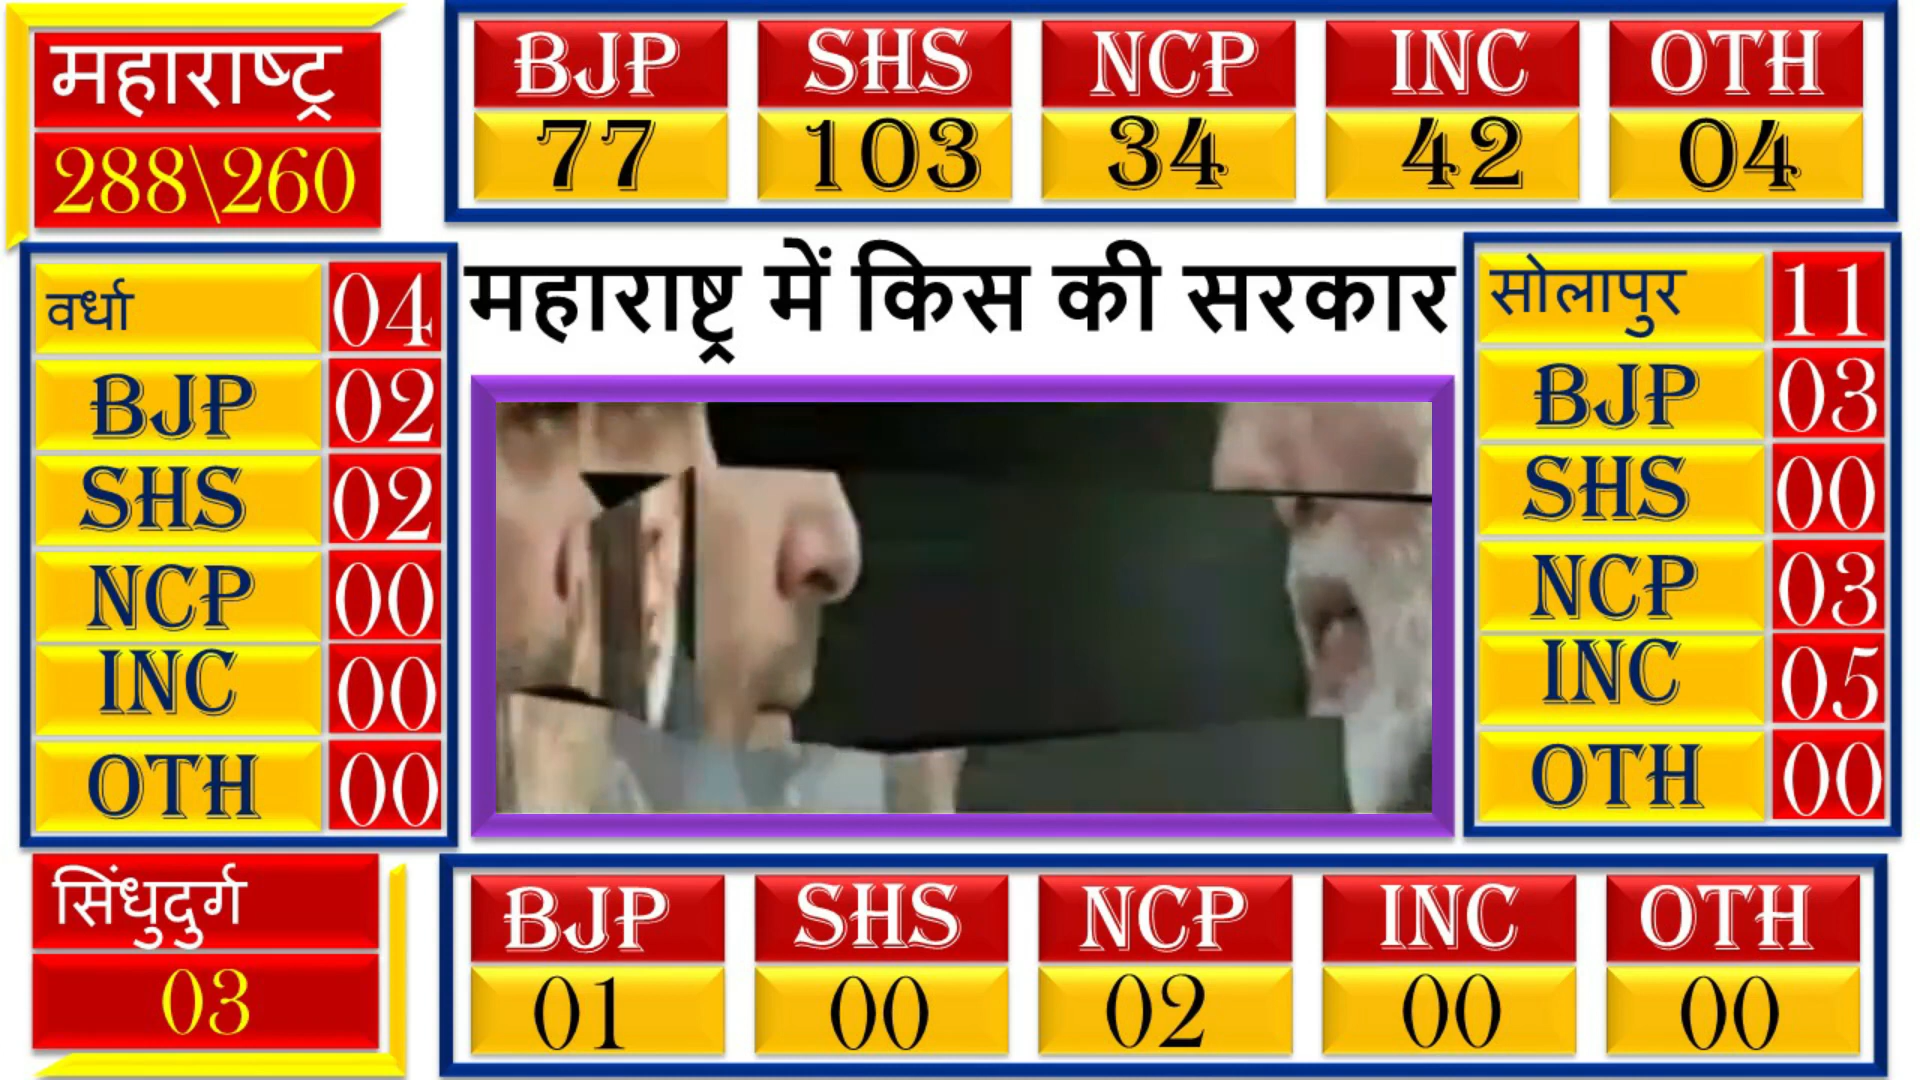 महाराष्ट्र
288\260
BJP SHS NCP INC OTH
77 103 34 42 04
महाराष्ट्र में किस की सरकार
वर्धा 04
BJP 02
SHS 02
NCP 00
INC 00
OTH 00
सोलापुर 11
BJP 03
SHS 00
NCP 03
INC 05
OTH 00
सिंधुदुर्ग
03
BJP SHS NCP INC OTH
01 00 02 00 00